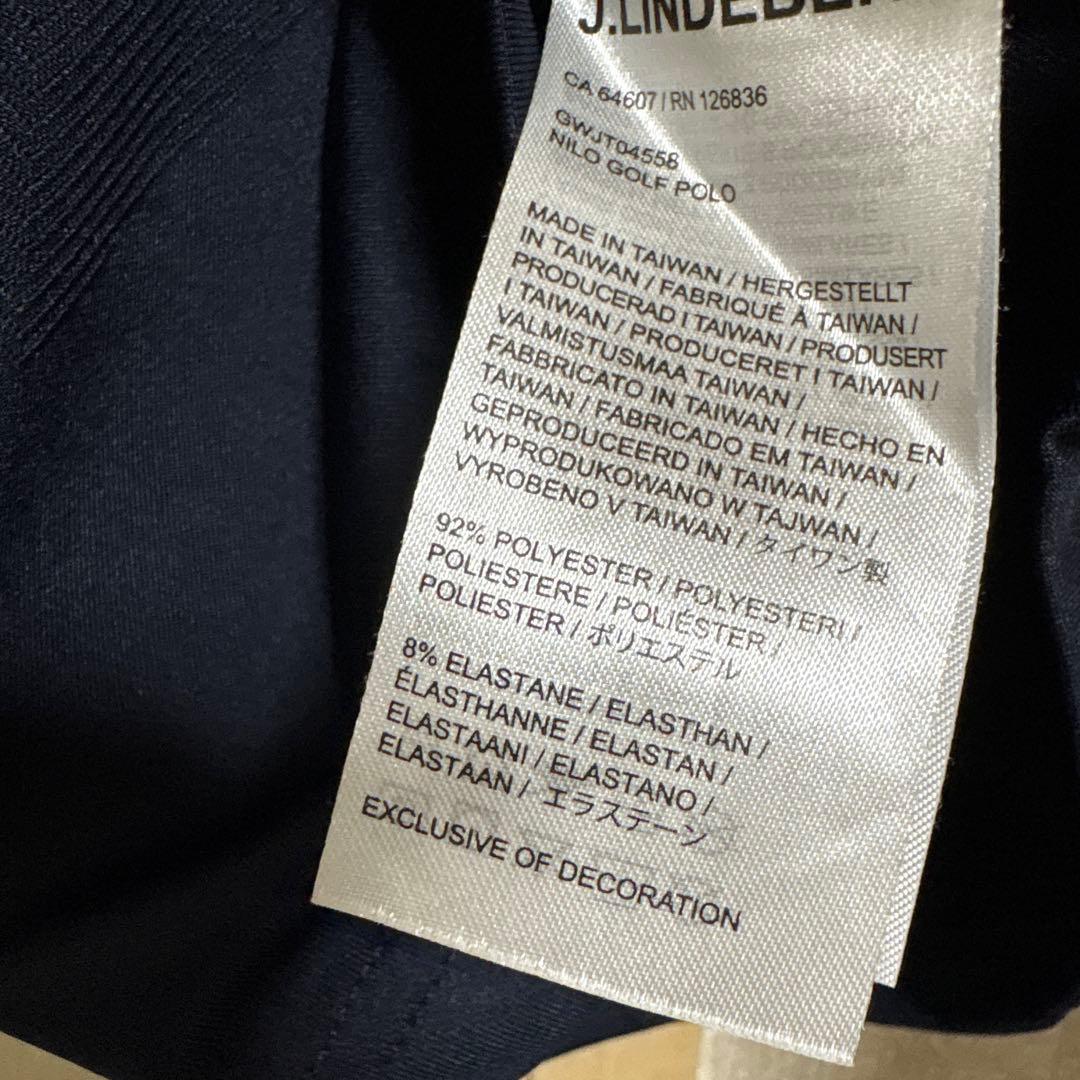 J.LINDEBE
CA 64607 / RN 126836
GWJT04558
NILO GOLF POLO
MADE IN TAIWAN / HERGESTELLT
IN TAIWAN / FABRIQUÉ À TAIWAN /
PRODUCERAD I TAIWAN / PRODUSERT
I TAIWAN / PRODUCERET I TAIWAN /
VALMISTUSMAA TAIWAN /
FABBRICATO IN TAIWAN / HECHO EN
TAIWAN / FABRICADO EM TAIWAN /
GEPRODUCEERD IN TAIWAN /
WYPRODUKOWANO W TAJWAN /
VYROBENO V TAIWAN / タイワン製
92% POLYESTER / POLYESTERI /
POLIESTERE / POLIÉSTER /
POLIESTER / ポリエステル
8% ELASTANE / ELASTHAN /
ÉLASTHANNE / ELASTAN /
ELASTAANI / ELASTANO /
ELASTAAN / エラステーン
EXCLUSIVE OF DECORATION